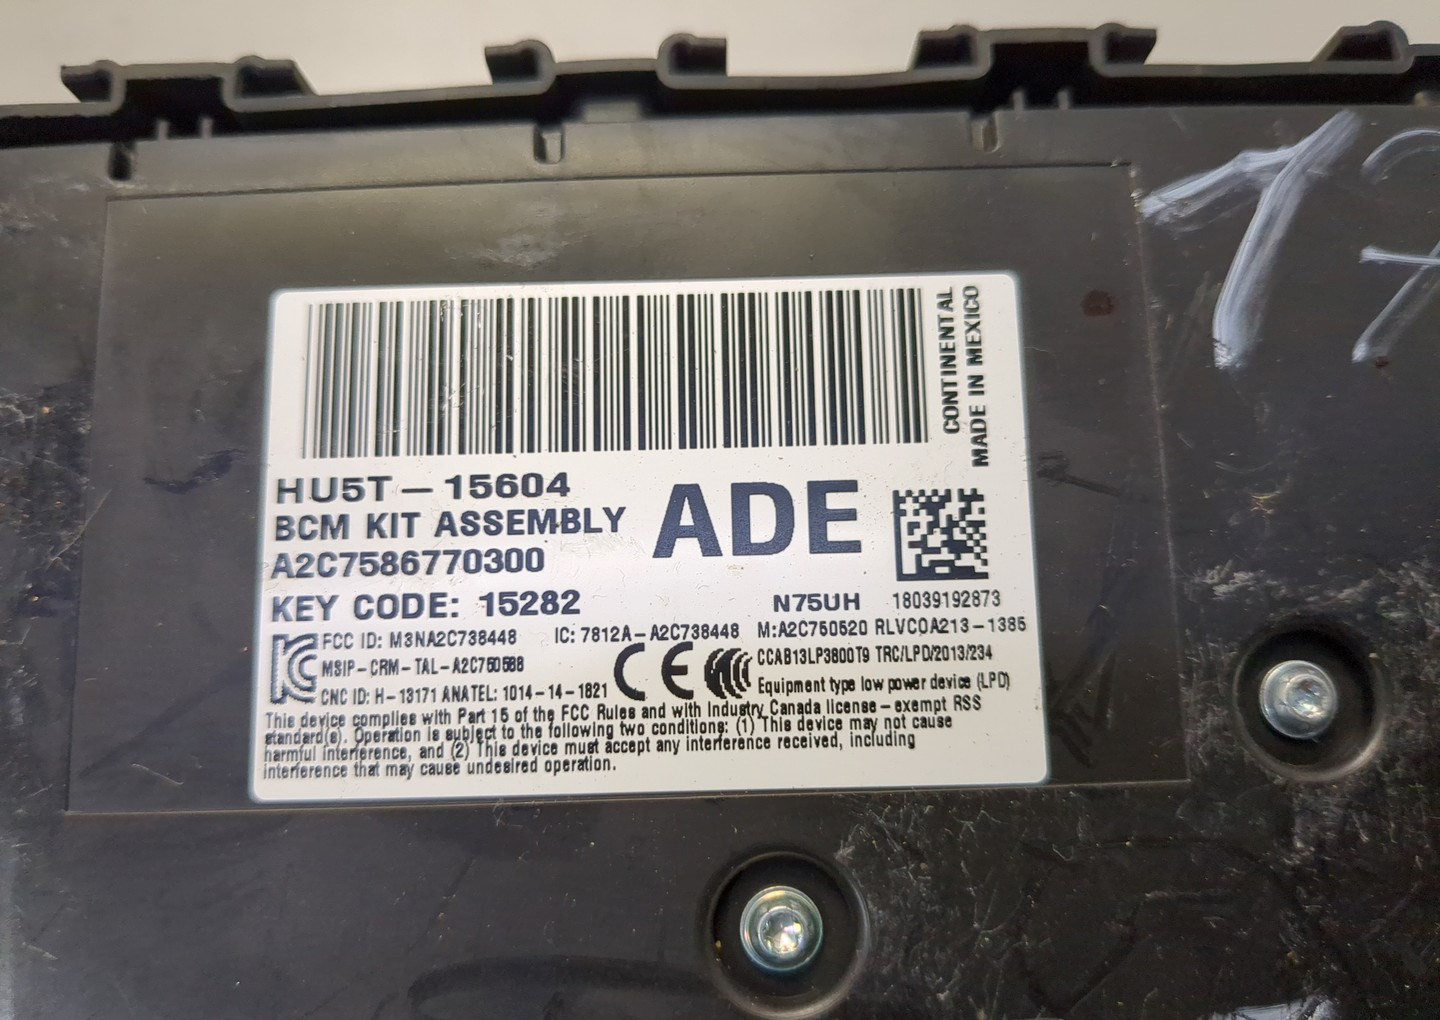 CONTINENTAL
MADE IN MEXICO
HU5T-15604
BCM KIT ASSEMBLY
ADE
A2C7586770300
KEY CODE: 15282
N75UH 18039192873
FCC ID: M3NA2C738448 IC: 7812A-A2C738448 M:A2C750520 RLVCOA213-1385
MSIP-CRM-TAL-A2C750588 CE CCAB13LP3800T9 TRC/LPD/2013/234
CNC ID: H-13171 ANATEL: 1014-14-1821 Equipment type low power device (LPD)
This device complies with Part 15 of the FCC Rules and with Industry Canada license-exempt RSS
standard(s). Operation is subject to the following two conditions: (1) This device may not cause
harmful interference, and (2) This device must accept any interference received, including
interference that may cause undesired operation.